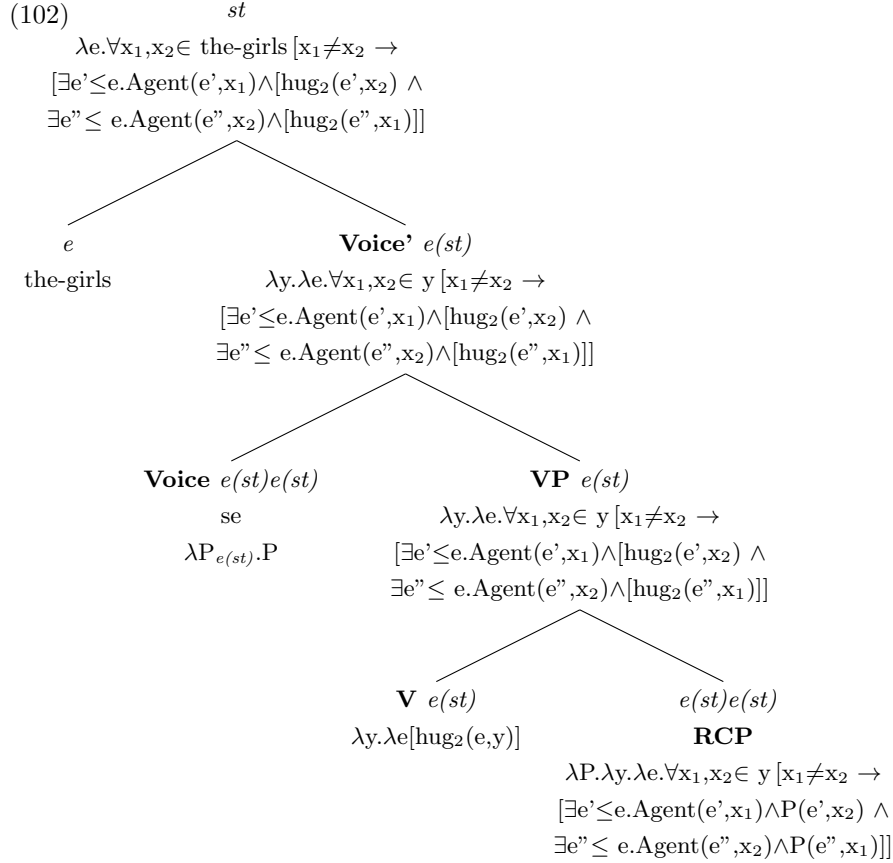 (102) st
λe.∀x₁,x₂∈ the-girls [x₁≠x₂ →
[∃e'≤e.Agent(e',x₁)∧[hug₂(e',x₂) ∧
∃e"≤ e.Agent(e",x₂)∧[hug₂(e",x₁)]]
e
the-girls
Voice' e(st)
λy.λe.∀x₁,x₂∈ y [x₁≠x₂ →
[∃e'≤e.Agent(e',x₁)∧[hug₂(e',x₂) ∧
∃e"≤ e.Agent(e",x₂)∧[hug₂(e",x₁)]]
Voice e(st)e(st)
se
λPₑ₍ₛₜ₎.P
VP e(st)
λy.λe.∀x₁,x₂∈ y [x₁≠x₂ →
[∃e'≤e.Agent(e',x₁)∧[hug₂(e',x₂) ∧
∃e"≤ e.Agent(e",x₂)∧[hug₂(e",x₁)]]
V e(st)
λy.λe[hug₂(e,y)]
e(st)e(st)
RCP
λP.λy.λe.∀x₁,x₂∈ y [x₁≠x₂ →
[∃e'≤e.Agent(e',x₁)∧P(e',x₂) ∧
∃e"≤ e.Agent(e",x₂)∧P(e",x₁)]]